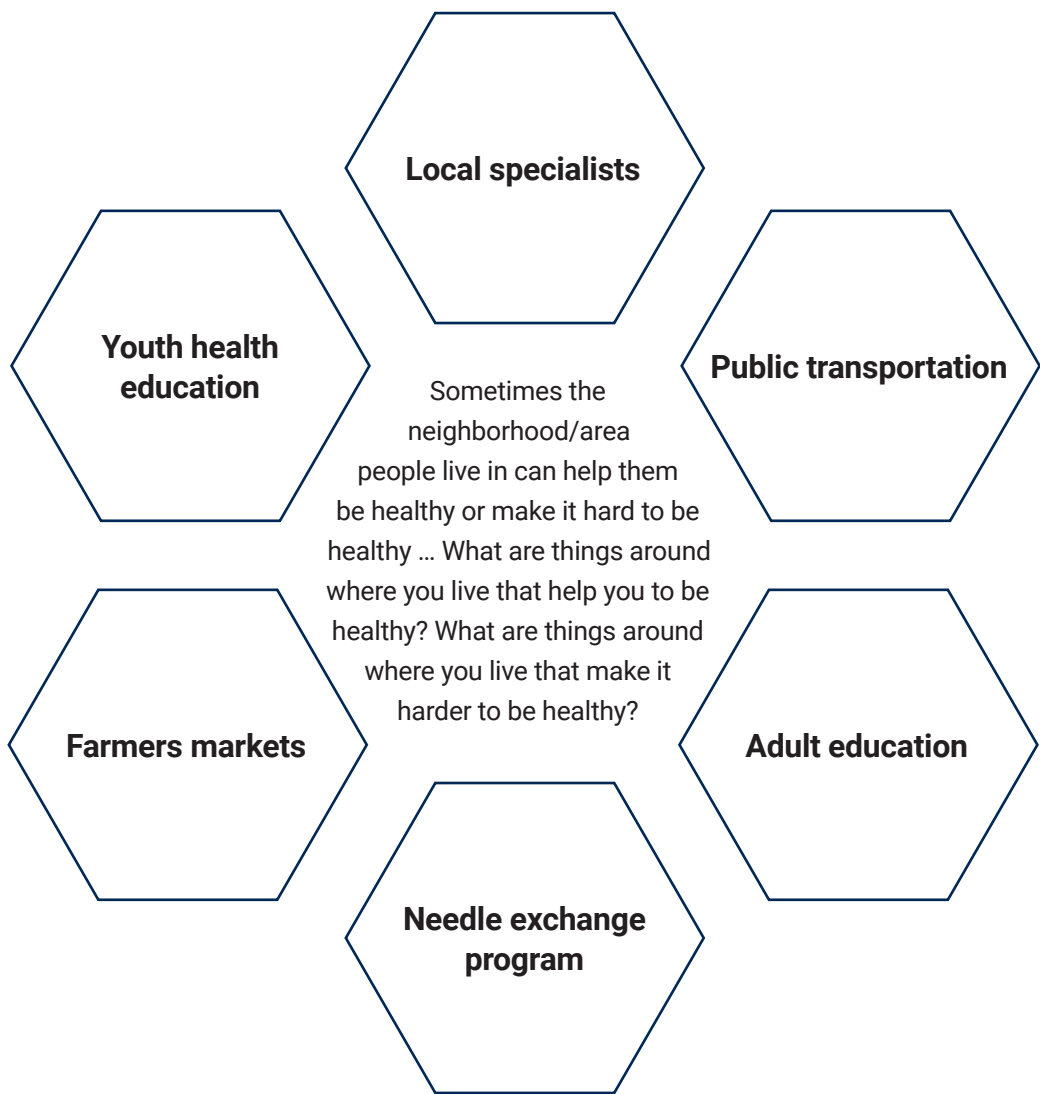 Local specialists
Youth health
education
Public transportation
Sometimes the
neighborhood/area
people live in can help them
be healthy or make it hard to be
healthy ... What are things around
where you live that help you to be
healthy? What are things around
where you live that make it
harder to be healthy?
Farmers markets
Adult education
Needle exchange
program